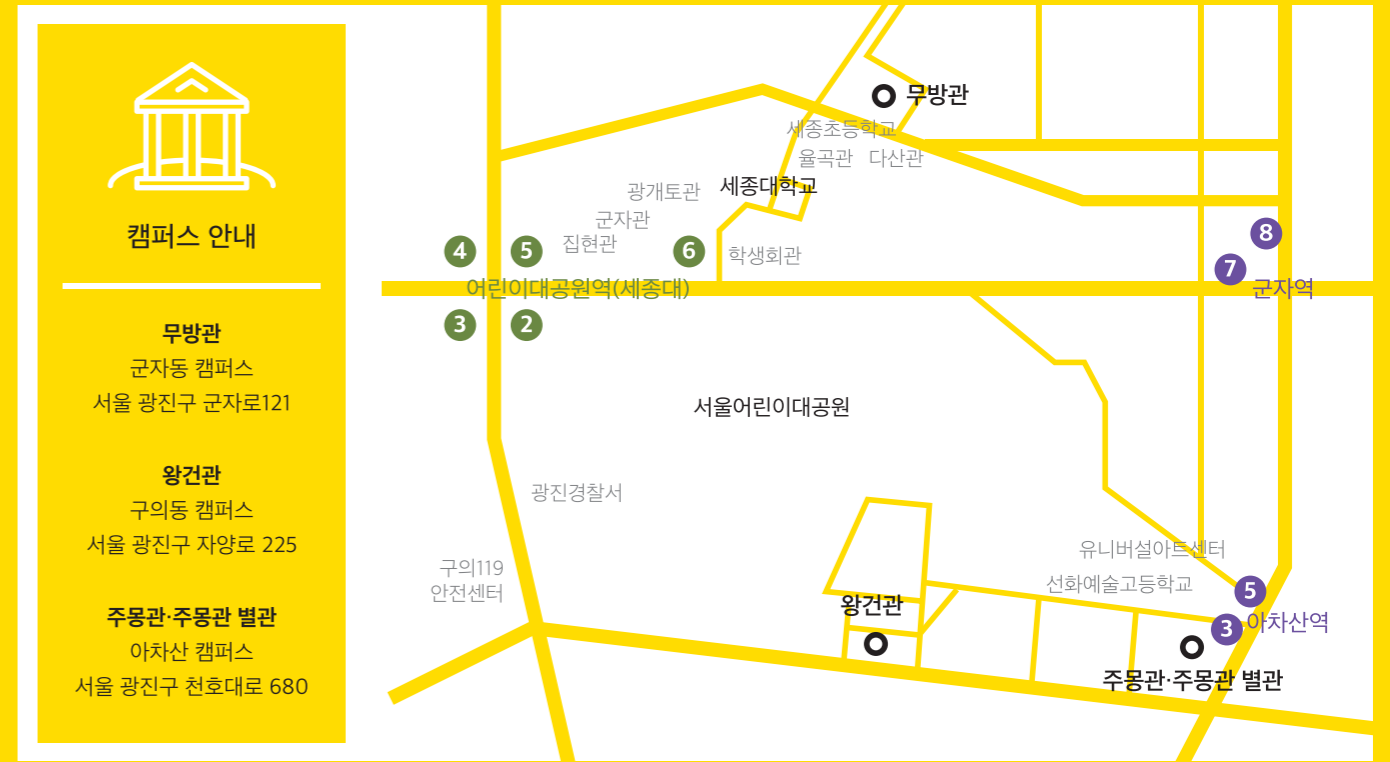 캠퍼스 안내
무방관
군자동 캠퍼스
서울 광진구 군자로121
왕건관
구의동 캠퍼스
서울 광진구 자양로 225
주몽관·주몽관 별관
아차산 캠퍼스
서울 광진구 천호대로 680
무방관
세종초등학교
율곡관 다산관
광개토관
세종대학교
군자관
집현관
학생회관
4
5
6
어린이대공원역(세종대)
3
2
8
7
군자역
서울어린이대공원
광진경찰서
구의119
안전센터
유니버설아트센터
선화예술고등학교
왕건관
5
3
아차산역
주몽관·주몽관 별관